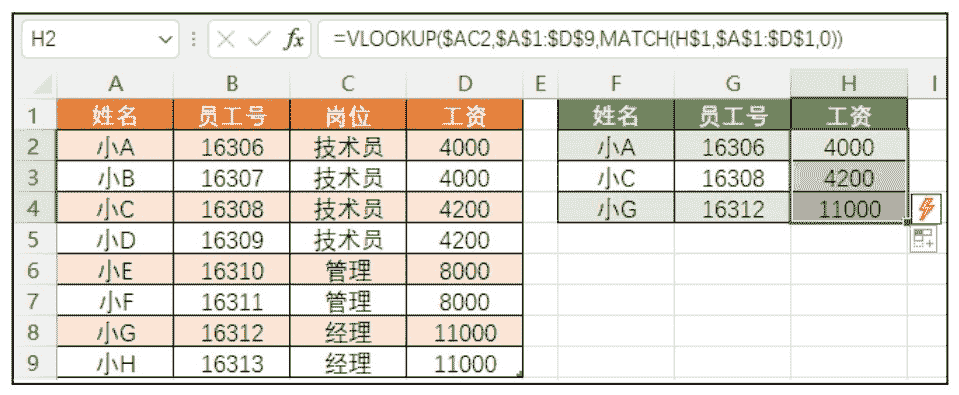 H2 fx =VLOOKUP($AC2,$A$1:$D$9,MATCH(H$1,$A$1:$D$1,0))
A B C D E F G H I
1 姓名 员工号 岗位 工资 姓名 员工号 工资
2 小A 16306 技术员 4000 小A 16306 4000
3 小B 16307 技术员 4000 小C 16308 4200
4 小C 16308 技术员 4200 小G 16312 11000
5 小D 16309 技术员 4200
6 小E 16310 管理 8000
7 小F 16311 管理 8000
8 小G 16312 经理 11000
9 小H 16313 经理 11000